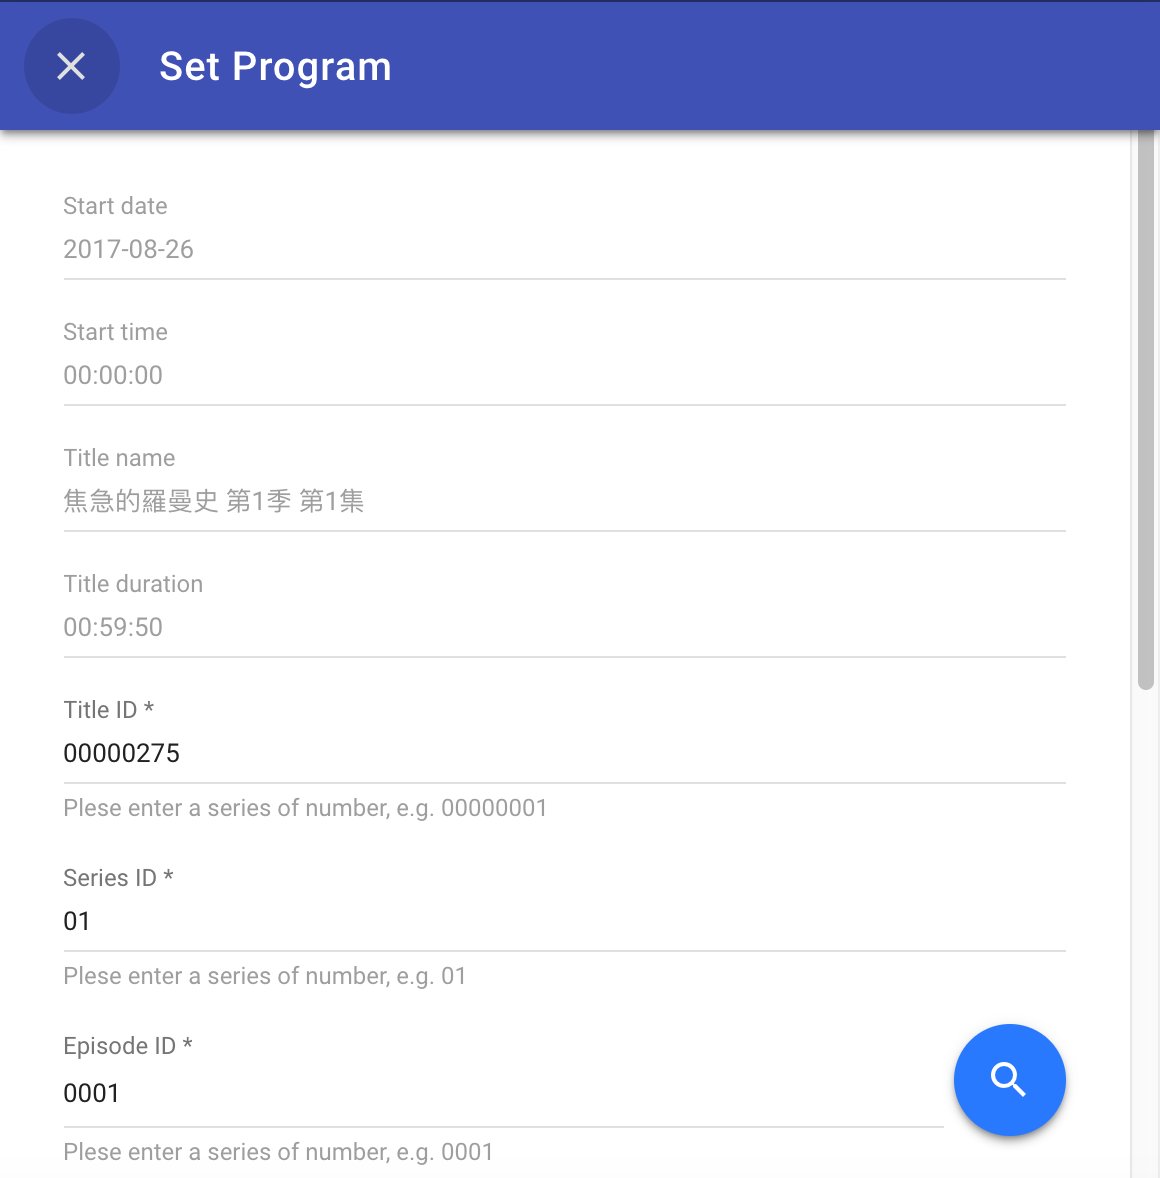 Set Program
Start date
2017-08-26
Start time
00:00:00
Title name
焦急的羅曼史 第1季 第1集
Title duration
00:59:50
Title ID *
00000275
Plese enter a series of number, e.g. 00000001
Series ID *
01
Plese enter a series of number, e.g. 01
Episode ID *
0001
Plese enter a series of number, e.g. 0001